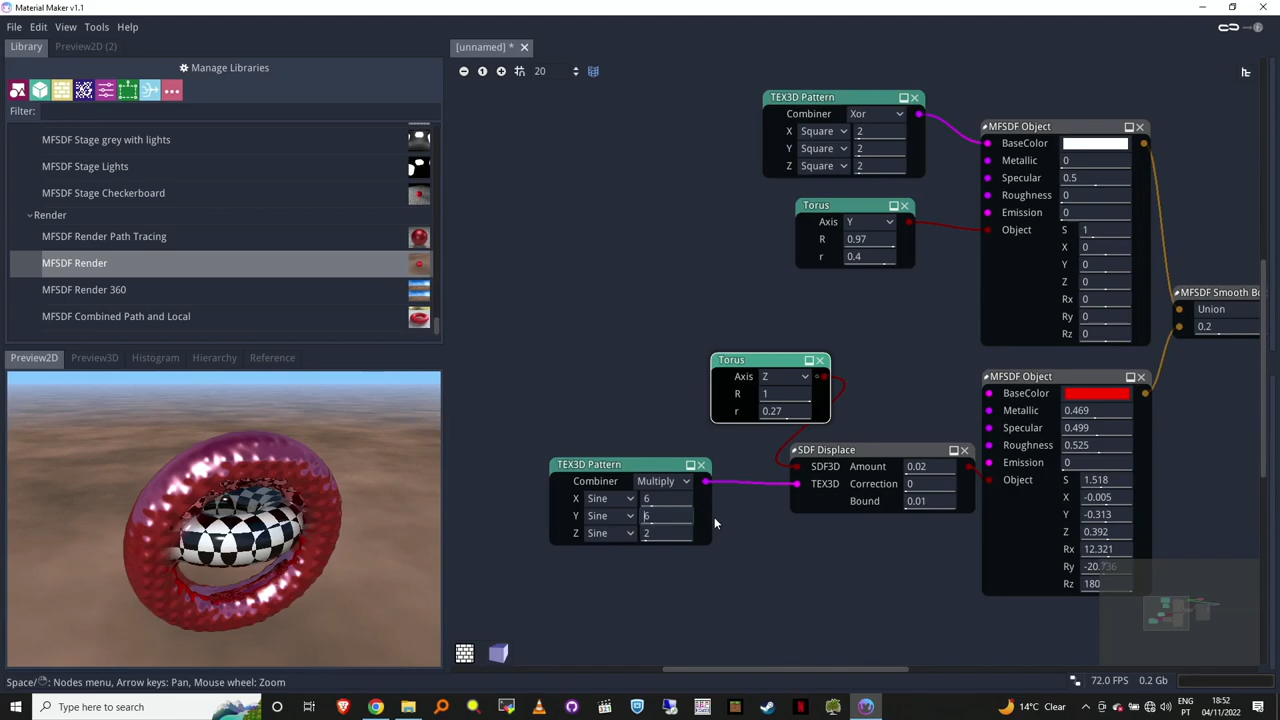 Material Maker v1.1
File Edit View Tools Help
Library Preview2D (2)
Manage Libraries
Filter:
MFSDF Stage grey with lights
MFSDF Stage Lights
MFSDF Stage Checkerboard
Render
MFSDF Render Path Tracing
MFSDF Render
MFSDF Render 360
MFSDF Combined Path and Local
Preview2D Preview3D Histogram Hierarchy Reference
[unnamed] *
20
TEX3D Pattern
Combiner Xor
X Square 2
Y Square 2
Z Square 2
Torus
Axis Y
R 0.97
r 0.4
MFSDF Object
BaseColor
Metallic 0
Specular 0.5
Roughness 0
Emission 0
Object S 1
X 0
Y 0
Z 0
Rx 0
Ry 0
Rz 0
MFSDF Smooth Bo
Union
0.2
Torus
Axis Z
R 1
r 0.27
TEX3D Pattern
Combiner Multiply
X Sine 6
Y Sine 6
Z Sine 2
SDF Displace
SDF3D Amount 0.02
TEX3D Correction 0
Bound 0.01
MFSDF Object
BaseColor
Metallic 0.469
Specular 0.499
Roughness 0.525
Emission 0
Object S 1.518
X -0.005
Y -0.313
Z 0.392
Rx 12.321
Ry -20.736
Rz 180
Space/ : Nodes menu, Arrow keys: Pan, Mouse wheel: Zoom
72.0 FPS 0.2 Gb
Type here to search
14°C Clear
ENG
PT
18:52
04/11/2022